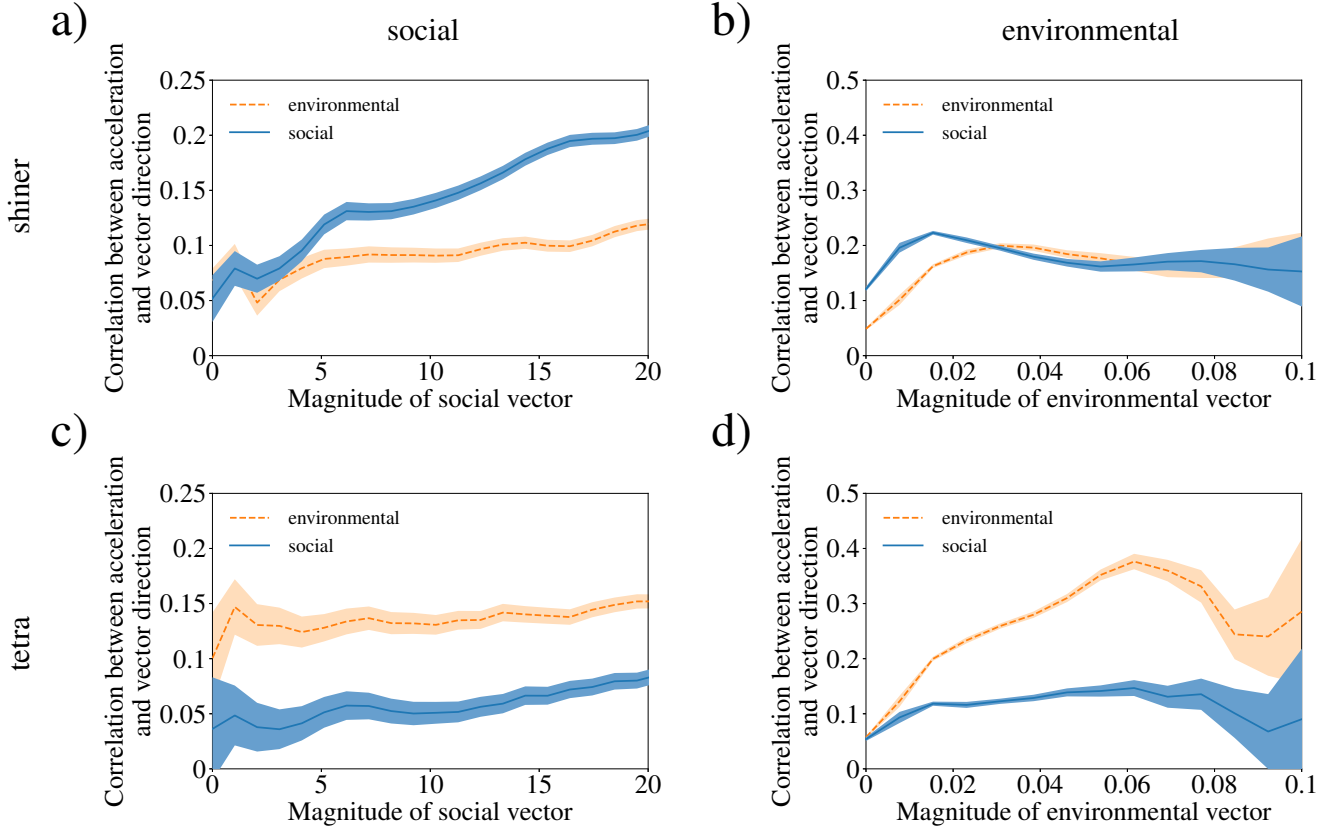 a)
social
b)
environmental
shiner
Correlation between acceleration
and vector direction
0.25
0.2
0.15
0.1
0.05
0
environmental
social
0
5
10
15
20
Magnitude of social vector
Correlation between acceleration
and vector direction
0.5
0.4
0.3
0.2
0.1
0
environmental
social
0
0.02
0.04
0.06
0.08
0.1
Magnitude of environmental vector
c)
d)
tetra
Correlation between acceleration
and vector direction
0.25
0.2
0.15
0.1
0.05
0
environmental
social
0
5
10
15
20
Magnitude of social vector
Correlation between acceleration
and vector direction
0.5
0.4
0.3
0.2
0.1
0
environmental
social
0
0.02
0.04
0.06
0.08
0.1
Magnitude of environmental vector